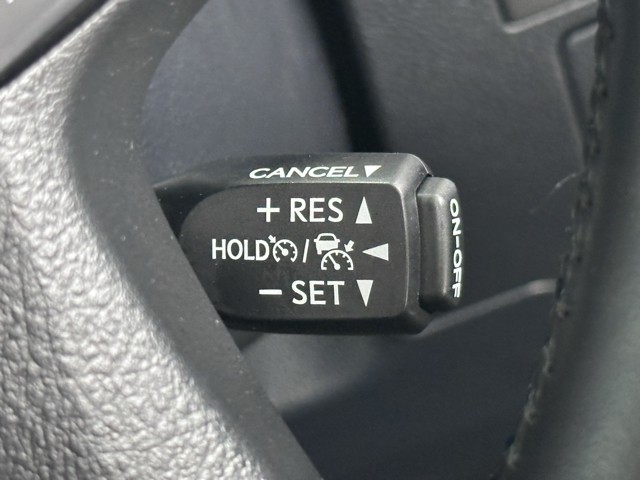 CANCEL▼
+ RES ▲
HOLD / ◀
− SET ▼
ON-OFF